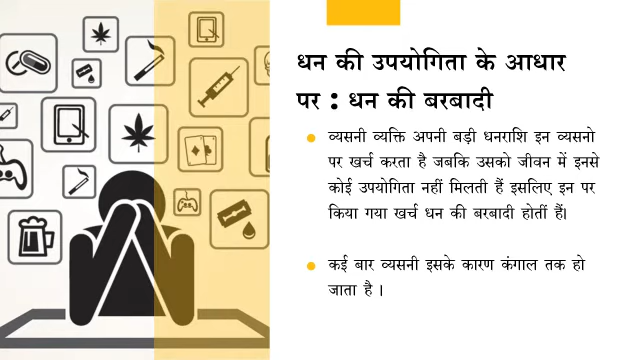 धन की उपयोगिता के आधार
पर : धन की बरबादी
व्यसनी व्यक्ति अपनी बड़ी धनराशि इन व्यसनो
पर खर्च करता है जबकि उसको जीवन में इनसे
कोई उपयोगिता नहीं मिलती हैं इसलिए इन पर
किया गया खर्च धन की बरबादी होतीं हैं।
कई बार व्यसनी इसके कारण कंगाल तक हो
जाता है ।